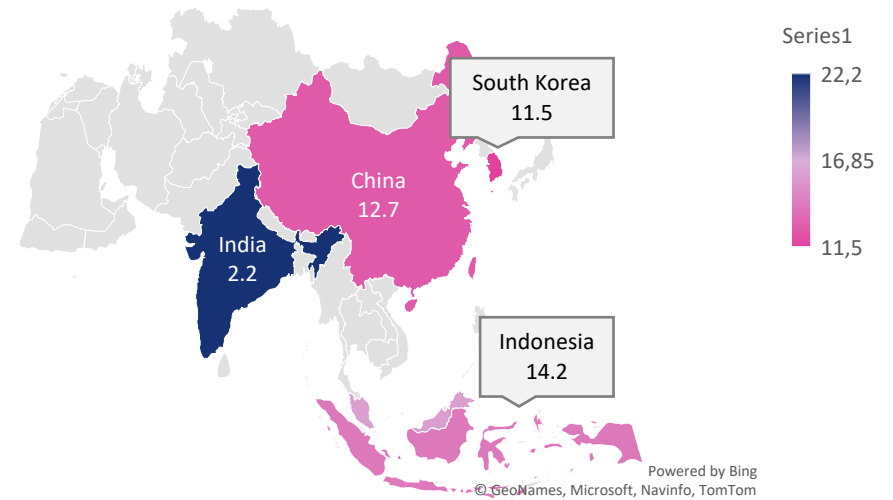 Series1
22,2
16,85
11,5
South Korea
11.5
China
12.7
India
2.2
Indonesia
14.2
Powered by Bing
© GeoNames, Microsoft, Navinfo, TomTom